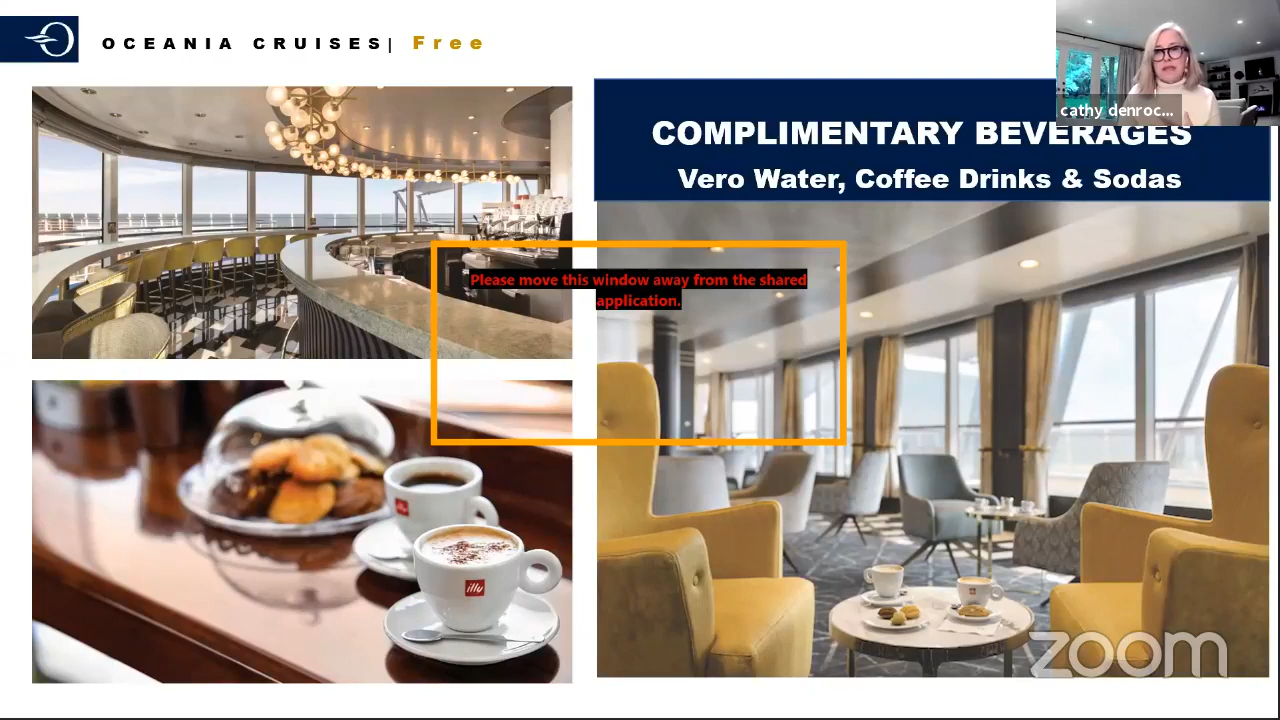 OCEANIA CRUISES| Free
cathy denroc...
COMPLIMENTARY BEVERAGES
Vero Water, Coffee Drinks & Sodas
Please move this window away from the shared
application.
illy
illy
zoom